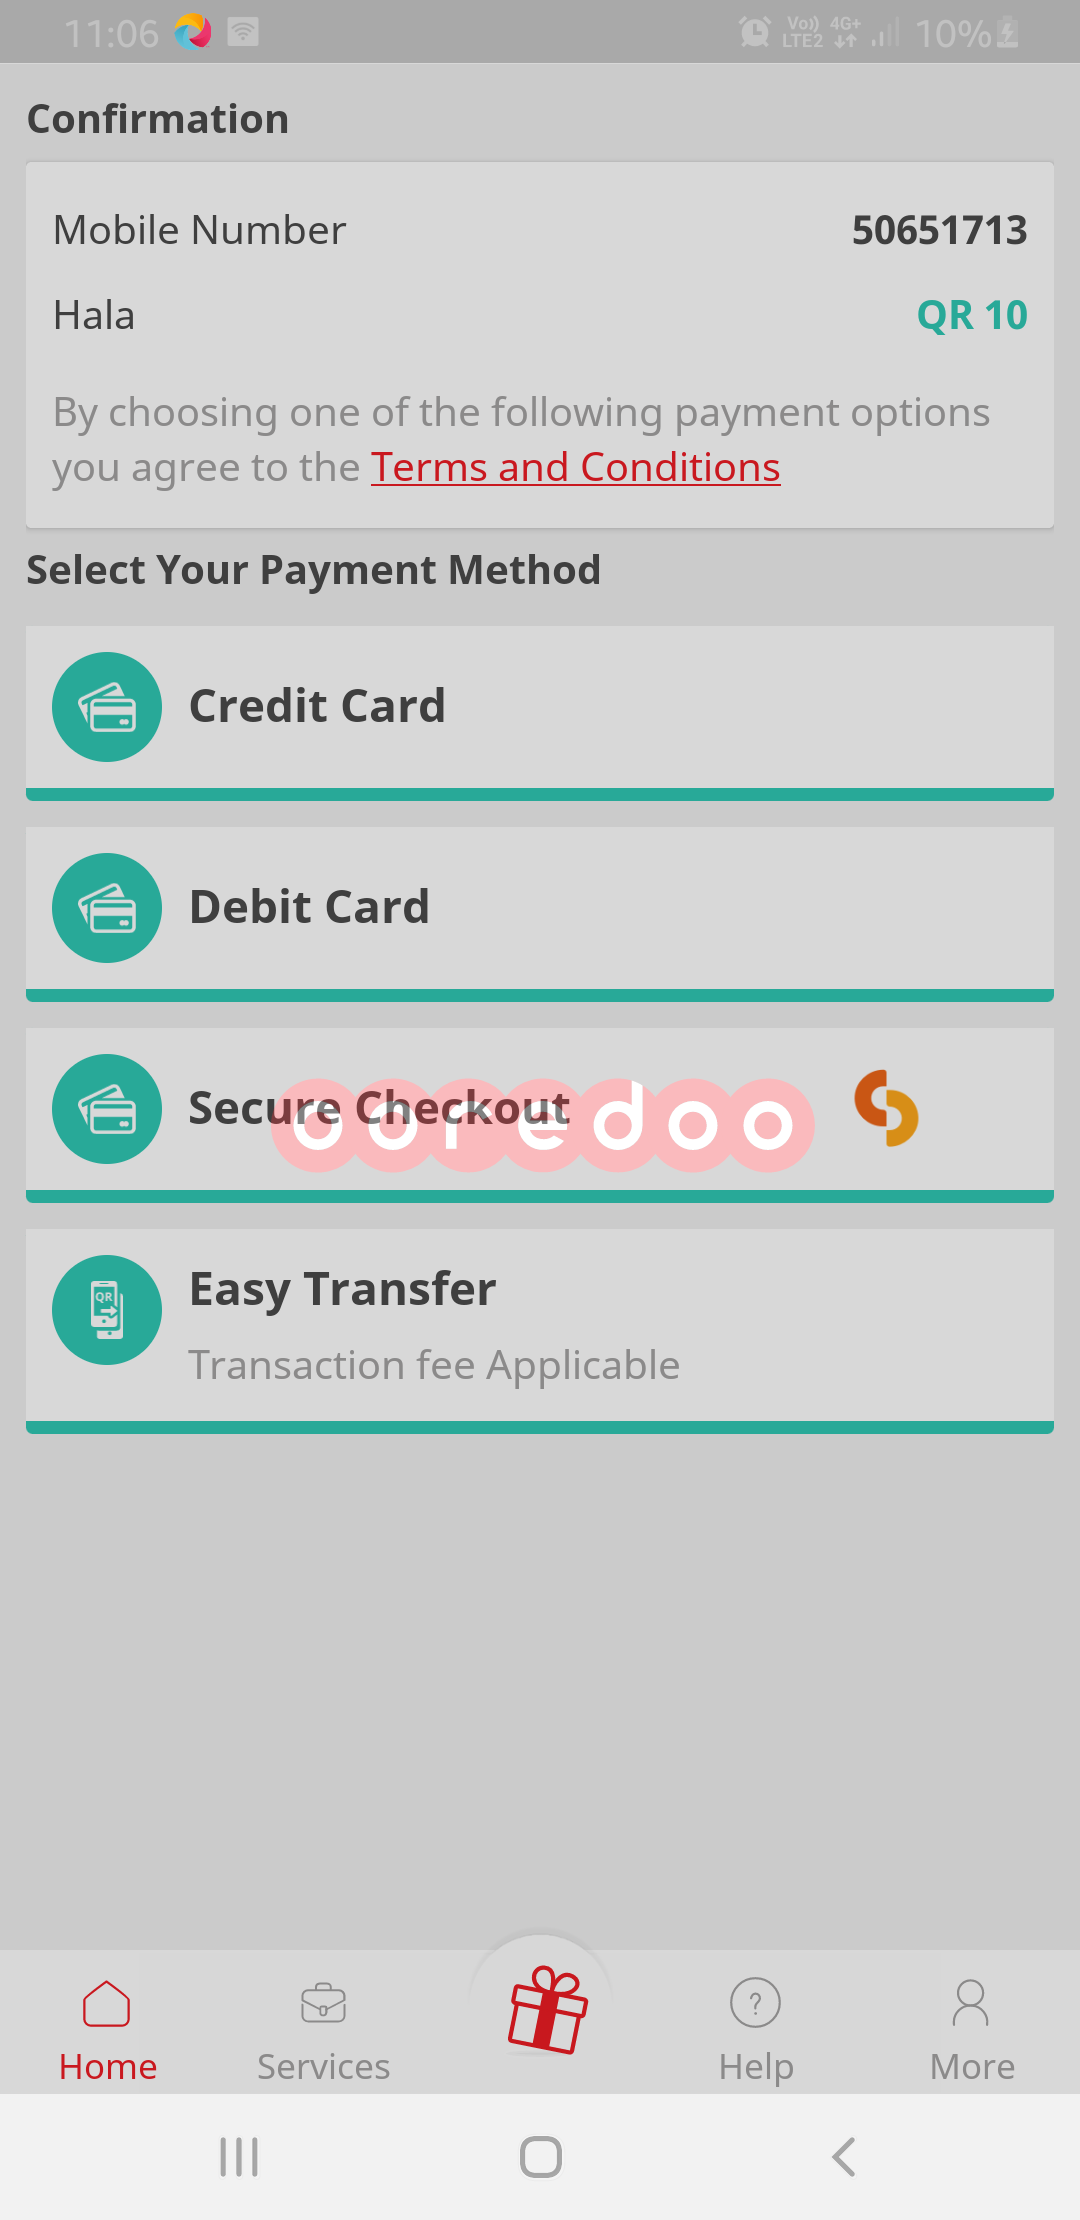 11:06 Vo)) LTE2 4G+ 10%
Confirmation
Mobile Number 50651713
Hala QR 10
By choosing one of the following payment options
you agree to the Terms and Conditions
Select Your Payment Method
Credit Card
Debit Card
Secure Checkout
ooredoo
QR
Easy Transfer
Transaction fee Applicable
Home Services Help More